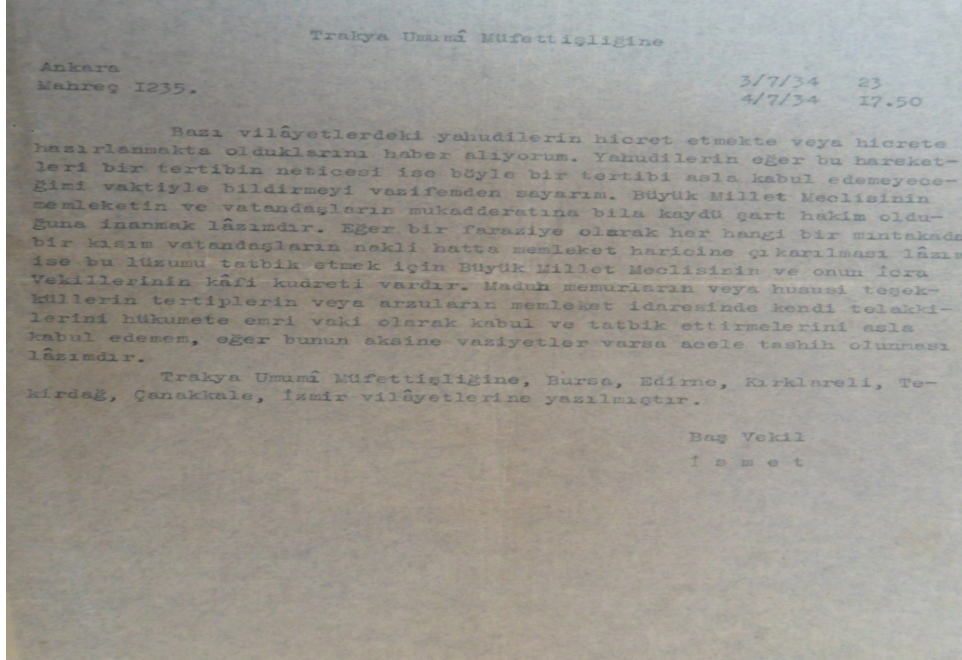 Trakya Umumî Müfettişliğine
Ankara
Mahreç I235.
3/7/34 23
4/7/34 I7.50
Bazı vilâyetlerdeki yahudilerin hicret etmekte veya hicrete
hazırlanmakta olduklarını haber alıyorum. Yahudilerin eğer bu hareket-
leri bir tertibin neticesi ise böyle bir tertibi asla kabul edemeyece-
ğimi vaktiyle bildirmeyi vazifemden sayarım. Büyük Millet Meclisinin
memleketin ve vatandaşların mukadderatına bila kaydü şart hakim oldu-
ğuna inanmak lâzımdır. Eğer bir faraziye olarak her hangi bir mıntakada
bir kısım vatandaşların nakli hatta memleket haricine çıkarılması lâzım
ise bu lüzumu tatbik etmek için Büyük Millet Meclisinin ve onun İcra
Vekillerinin kâfi kudreti vardır. Maduh memurların veya hususi teşek-
küllerin tertiplerin veya arzuların memleket idaresinde kendi telakki-
lerini hükumete emri vaki olarak kabul ve tatbik ettirmelerini asla
kabul edemem, eğer bunun aksine vaziyetler varsa acele tashih olunması
lâzımdır.
Trakya Umumî Müfettişliğine, Bursa, Edirne, Kırklareli, Te-
kirdağ, Çanakkale, İzmir vilâyetlerine yazılmıştır.
Baş Vekil
İ s m e t